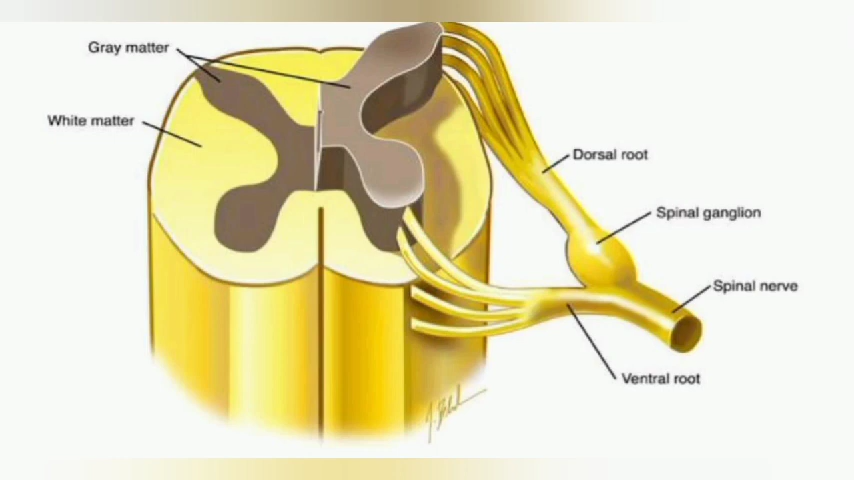 Gray matter
White matter
Dorsal root
Spinal ganglion
Spinal nerve
Ventral root